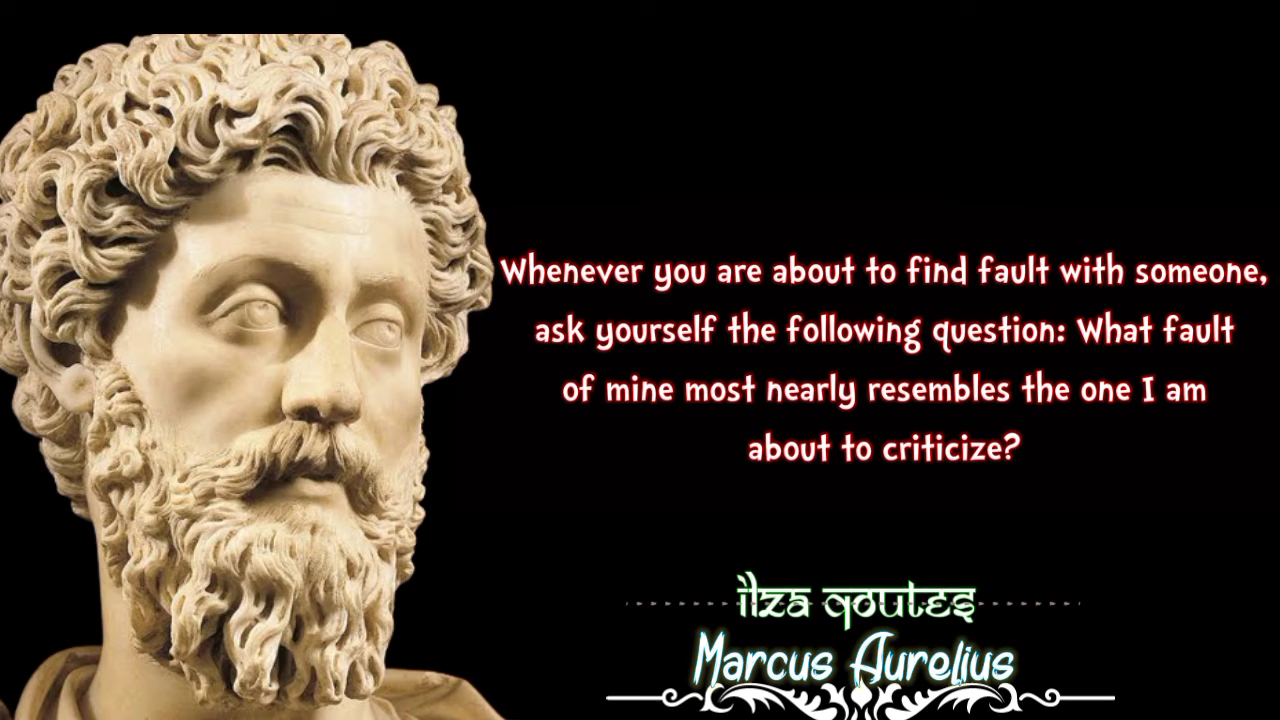 Whenever you are about to find fault with someone,
ask yourself the following question: What fault
of mine most nearly resembles the one I am
about to criticize?
ilza qoutes
Marcus Aurelius